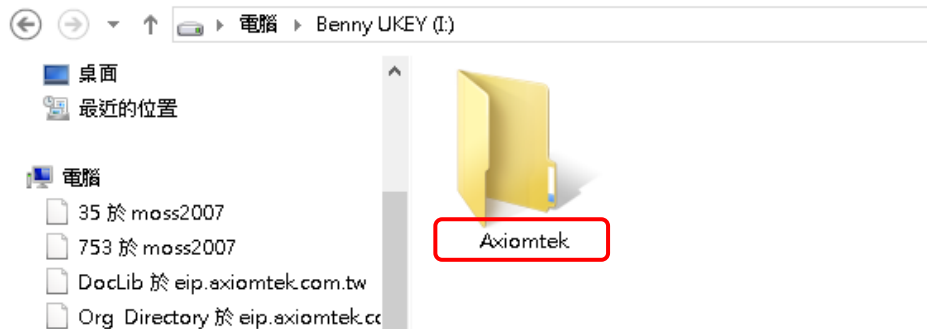 電腦 Benny UKEY (I:)
桌面
最近的位置
電腦
35 於 moss2007
753 於 moss2007
DocLib 於 eip.axiomtek.com.tw
Org Directory 於 eip.axiomtek.cc
Axiomtek